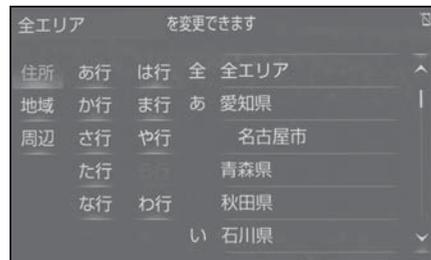 全エリア を変更できます
住所 あ行 は行 全 全エリア
地域 か行 ま行 あ 愛知県
周辺 さ行 や行 名古屋市
た行 青森県
な行 わ行 秋田県
い 石川県